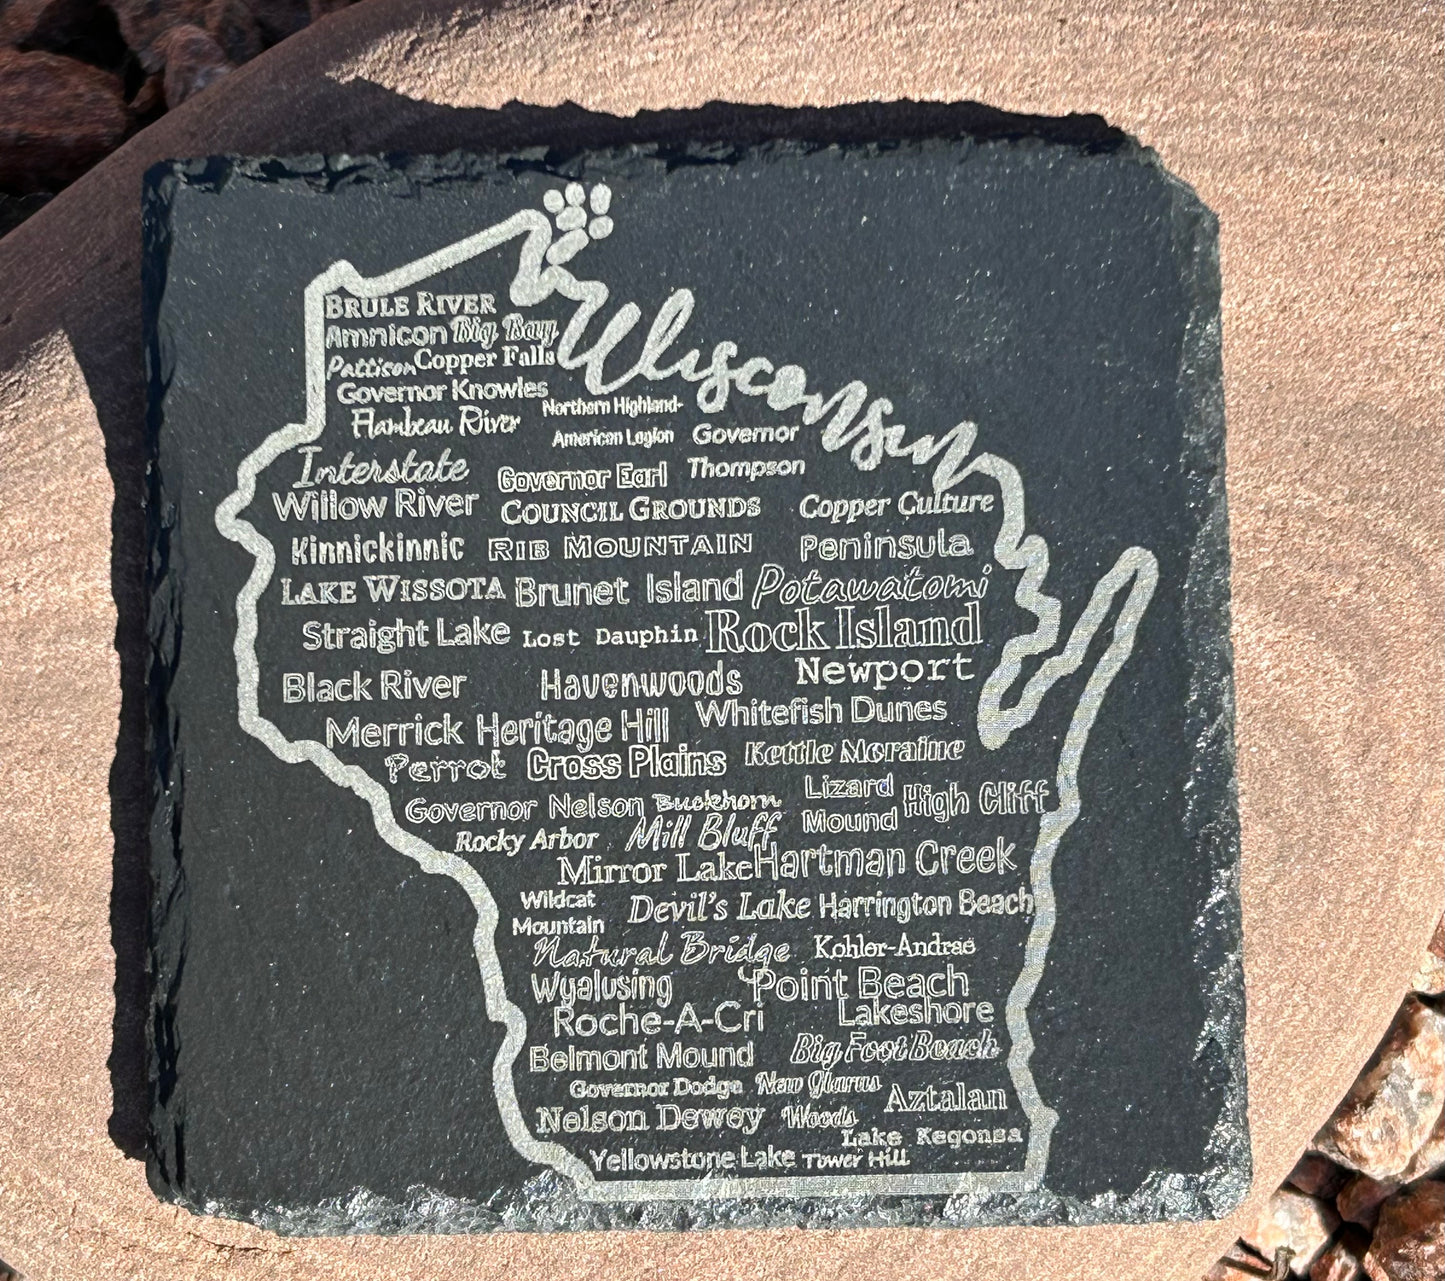 Wisconsin
BRULE RIVER
Amnicon Big Bay
Pattison Copper Falls
Governor Knowles
Northern Highland-
American Legion
Flambeau River
Governor
Thompson
Interstate
Governor Earl
Willow River
COUNCIL GROUNDS
Copper Culture
Kinnickinnic RIB MOUNTAIN Peninsula
LAKE WISSOTA Brunet Island Potawatomi
Straight Lake Lost Dauphin Rock Island
Black River Havenwoods Newport
Merrick Heritage Hill Whitefish Dunes
Perrot Cross Plains Kettle Moraine
Governor Nelson Buckhorn
Lizard
Mound
High Cliff
Rocky Arbor Mill Bluff
Mirror Lake Hartman Creek
Wildcat
Mountain
Devil's Lake Harrington Beach
Natural Bridge Kohler-Andrae
Wyalusing Point Beach
Roche-A-Cri Lakeshore
Belmont Mound Big Foot Beach
Governor Dodge New Glarus
Woods
Aztalan
Nelson Dewey
Lake Kegonsa
Yellowstone Lake Tower Hill